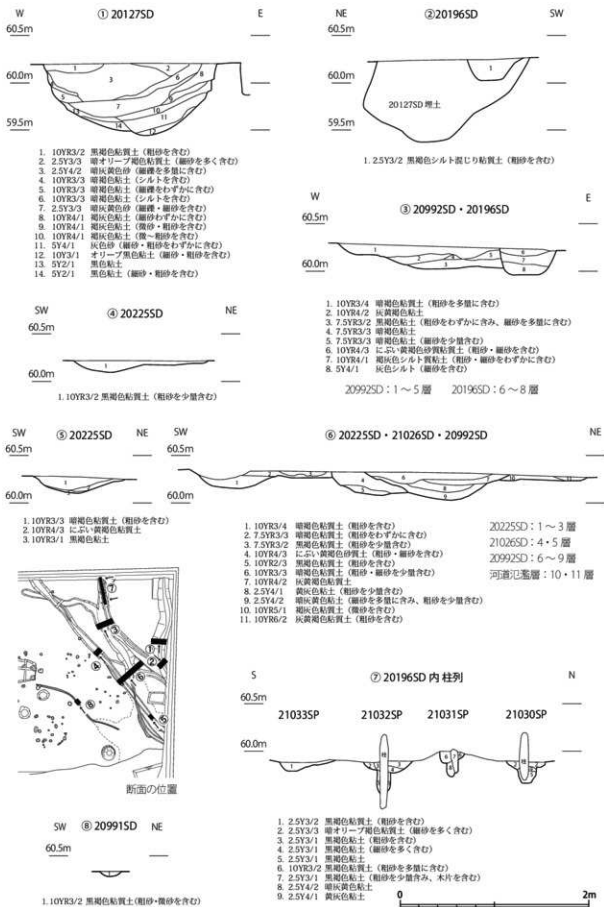 W ① 20127SD E
60.5m
60.0m
59.5m
1. 10YR3/2 黒褐色粘質土（粗砂を含む）
2. 2.5Y3/3 暗オリーブ褐色粘質土（細砂を多く含む）
3. 2.5Y4/2 暗灰黄色砂（細礫を多量に含む）
4. 10YR3/3 暗褐色粘土（シルトを含む）
5. 10YR3/3 暗褐色粘土（細礫をわずかに含む）
6. 10YR3/3 暗褐色粘土（シルトを含む）
7. 2.5Y3/3 暗褐色粘質土（細礫・細砂を含む）
8. 10YR4/1 褐灰色粘土（細砂わずかに含む）
9. 10YR4/1 褐灰色粘土（微砂・粗砂を含む）
10. 10YR4/1 褐灰色粘土（微～粗砂を含む）
11. 5Y4/1 灰色砂（細砂・粗砂をわずかに含む）
12. 10Y3/1 オリーブ黒色粘土（細砂・粗砂を含む）
13. 5Y2/1 黒色粘土
14. 5Y2/1 黒色粘土（細砂・粗砂を含む）
NE ②20196SD SW
60.5m
60.0m
20127SD 埋土
59.5m
1. 2.5Y3/2 黒褐色シルト混じり粘質土（粗砂を含む）
W ③ 20992SD・20196SD E
60.5m
60.0m
1. 10YR3/4 暗褐色粘質土（粗砂を多量に含む）
2. 10YR4/2 灰黄褐色粘土
3. 7.5YR3/2 黒褐色粘土（粗砂をわずかに含み、細砂を多量に含む）
4. 7.5YR3/3 暗褐色粘土
5. 7.5YR3/3 暗褐色粘土（細砂を少量含む）
6. 10YR4/3 にぶい黄褐色砂質粘質土（粗砂・細砂を含む）
7. 10YR4/1 褐灰色シルト質粘土（粗砂・細砂をわずかに含む）
8. 5Y4/1 灰色シルト（細砂を含む）
20992SD：1～5層 20196SD：6～8層
SW ④ 20225SD NE
60.5m
60.0m
1. 10YR3/2 黒褐色粘質土（粗砂を少量含む）
SW ⑤ 20225SD NE
60.5m
60.0m
1. 10YR3/3 暗褐色粘質土（粗砂を含む）
2. 10YR4/3 にぶい黄褐色粘質土
3. 10YR3/1 黒褐色粘土
SW ⑥ 20225SD・21026SD・20992SD NE
60.5m
60.0m
1. 10YR3/4 暗褐色粘質土（粗砂を含む）
2. 7.5YR3/3 暗褐色粘質土（粗砂をわずかに含む）
3. 7.5YR3/2 黒褐色粘質土（粗砂を少量含む）
4. 10YR4/3 にぶい黄褐色砂質土（粗砂・細砂を含む）
5. 10YR2/3 黒褐色粘質土（粗砂を含む）
6. 10YR3/3 暗褐色粘質土（粗砂・細砂を少量含む）
7. 10YR4/2 灰黄褐色粘質土
8. 2.5Y4/1 黄灰色粘土（粗砂を少量含む）
9. 2.5Y4/2 暗灰黄色粘土（細砂を多量に含み、粗砂を少量含む）
10. 10YR5/1 褐灰色粘質土（微砂を含む）
11. 10YR6/2 灰黄褐色粘質土（粗砂を含む）
20225SD：1～3層
21026SD：4・5層
20992SD：6～9層
河道氾濫層：10・11層
断面の位置
S ⑦ 20196SD 内 柱列 N
60.5m
21033SP 21032SP 21031SP 21030SP
60.0m
1. 2.5Y3/2 黒褐色粘質土（粗砂を含む）
2. 2.5Y3/3 暗オリーブ褐色粘質土（細砂を多く含む）
3. 2.5Y3/1 黒褐色粘土（粗砂を含む）
4. 2.5Y3/1 黒褐色粘土（細砂を多く含む）
5. 2.5Y3/1 黒褐色粘土
6. 10YR3/2 黒褐色粘質土（粗砂を多量に含む）
7. 2.5Y3/1 黒褐色粘土（粗砂を少量含み、木片を含む）
8. 2.5Y4/2 暗灰黄色粘土
9. 2.5Y4/1 黄灰色粘土
SW ⑧ 20991SD NE
60.5m
1. 10YR3/2 黒褐色粘質土（粗砂・微砂を含む）
0 2m